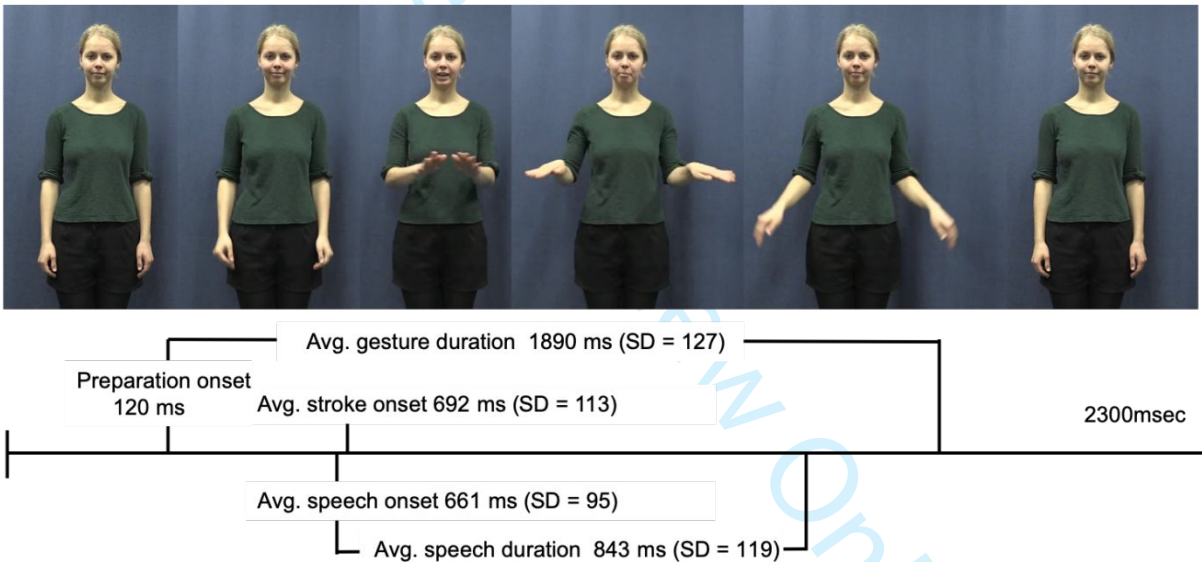 Avg. gesture duration 1890 ms (SD = 127)
Preparation onset
120 ms
Avg. stroke onset 692 ms (SD = 113)
2300msec
Avg. speech onset 661 ms (SD = 95)
Avg. speech duration 843 ms (SD = 119)